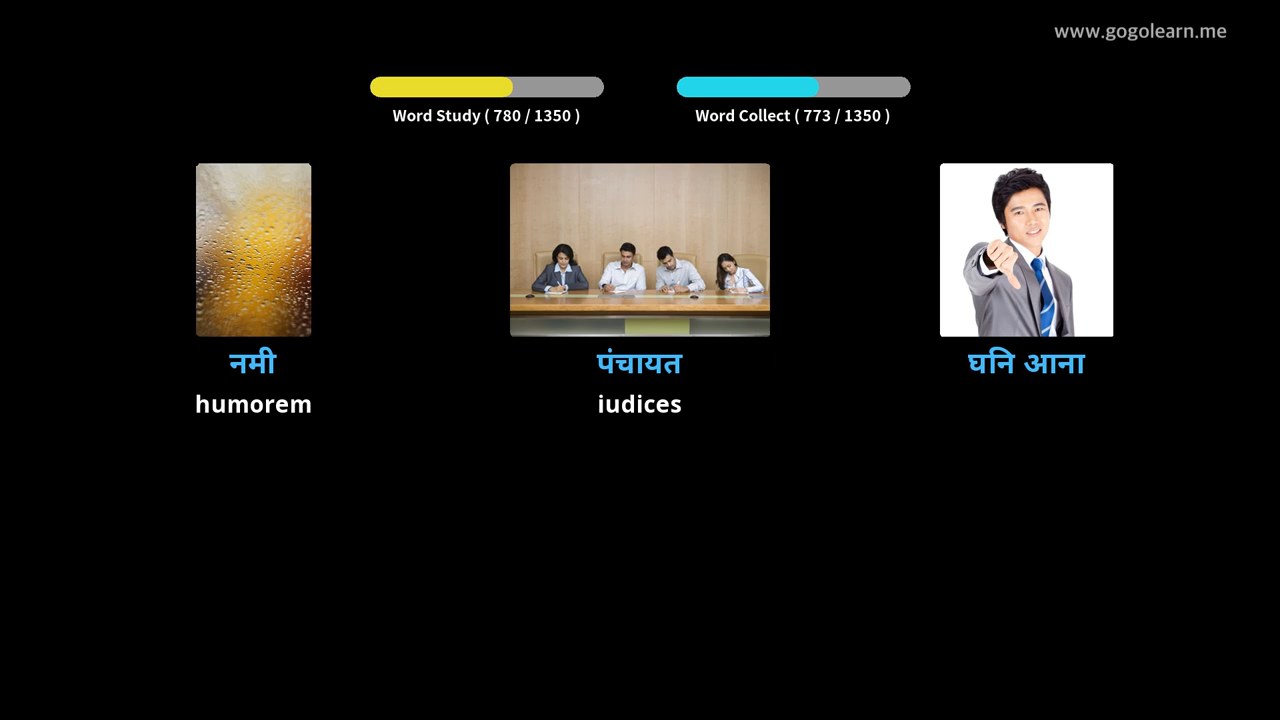 www.gogolearn.me
Word Study ( 780 / 1350 )
Word Collect ( 773 / 1350 )
नमी
पंचायत
घनि आना
humorem
iudices